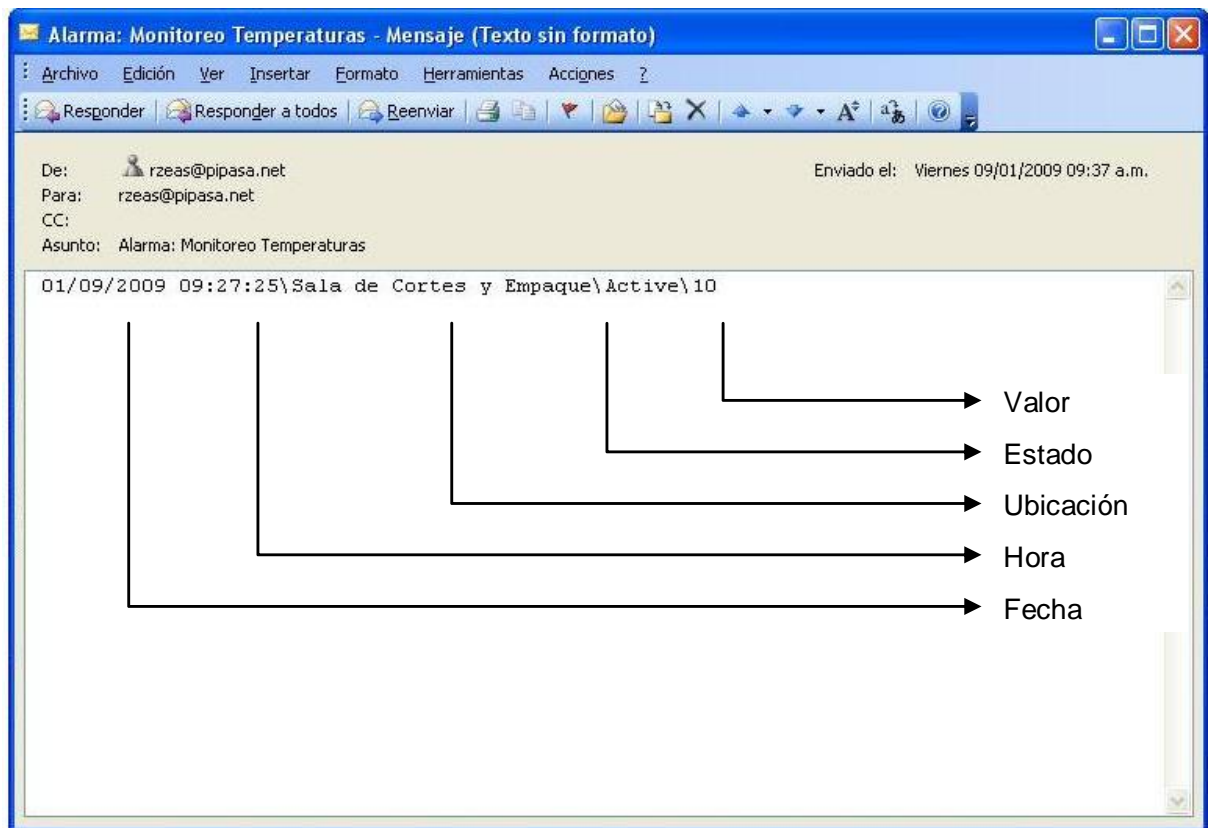 Alarma: Monitoreo Temperaturas - Mensaje (Texto sin formato)
Archivo Edición Ver Insertar Formato Herramientas Acciones ?
Responder Responder a todos Reenviar
De: rzeas@pipasa.net Enviado el: Viernes 09/01/2009 09:37 a.m.
Para: rzeas@pipasa.net
CC:
Asunto: Alarma: Monitoreo Temperaturas
01/09/2009 09:27:25\Sala de Cortes y Empaque\Active\10
Valor
Estado
Ubicación
Hora
Fecha